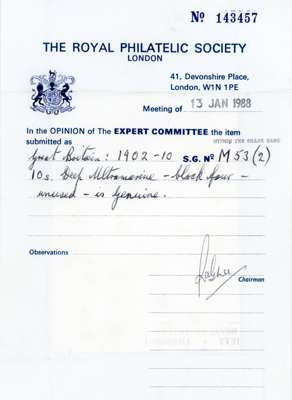 Nº 143457
THE ROYAL PHILATELIC SOCIETY
LONDON
41, Devonshire Place,
London, W1N 1PE
Meeting of 13 JAN 1988
In the OPINION of The EXPERT COMMITTEE the item
submitted as
Great Britain: 1902-10 S.G. Nº M53(2)
10s. Deep Ultramarine - block four -
unused - is genuine.
Observations
Chairman